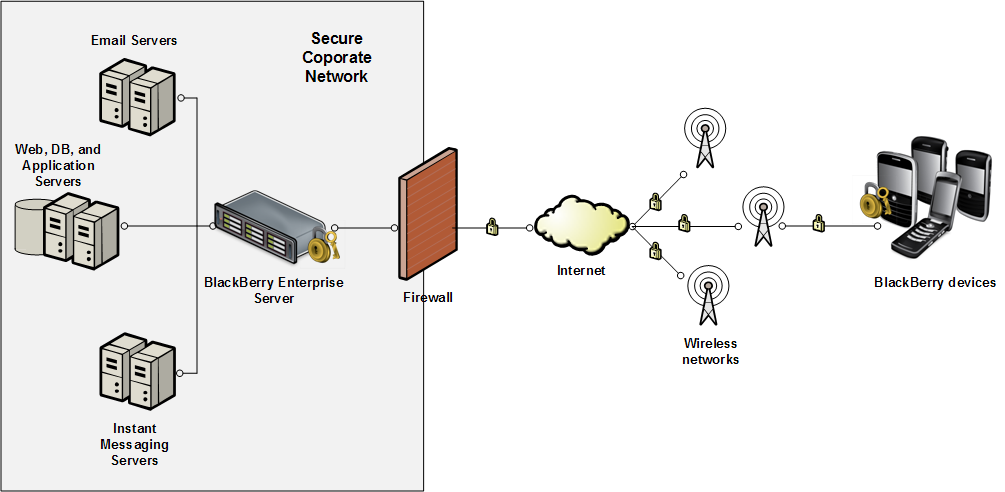 Email Servers
Secure
Coporate
Network
Web, DB, and
Application
Servers
BlackBerry Enterprise
Server
Firewall
Internet
BlackBerry devices
Wireless
networks
Instant
Messaging
Servers